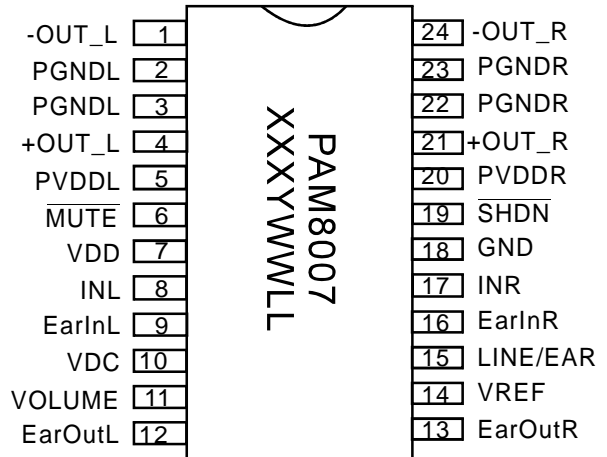 -OUT_L 1 24 -OUT_R
PGNDL 2 23 PGNDR
PGNDL 3 22 PGNDR
+OUT_L 4 21 +OUT_R
PVDDL 5 20 PVDDR
MUTE 6 19 SHDN
VDD 7 18 GND
INL 8 17 INR
EarInL 9 16 EarInR
VDC 10 15 LINE/EAR
VOLUME 11 14 VREF
EarOutL 12 13 EarOutR
PAM8007
XXXYWWLL